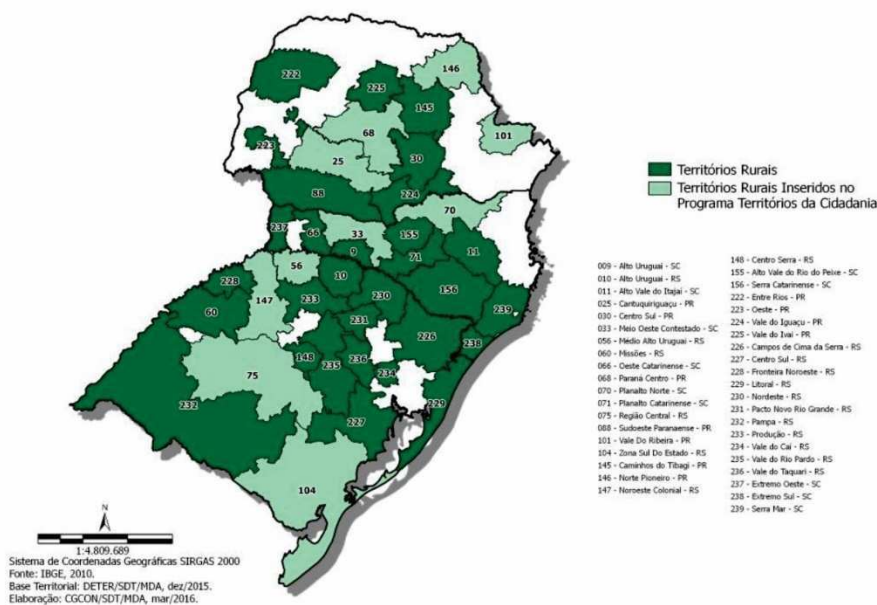 222
225
146
145
101
68
223
25
30
88
224
70
237
66
33
155
9
71
11
56
10
228
147
233
230
156
239
60
231
226
238
148
235
236
75
234
232
229
227
104
Territórios Rurais
Territórios Rurais Inseridos no
Programa Territórios da Cidadania
009 - Alto Uruguai - SC
010 - Alto Uruguai - RS
011 - Alto Vale do Itajaí - SC
025 - Cantuquiriguaçu - PR
030 - Centro Sul - PR
033 - Meio Oeste Contestado - SC
056 - Médio Alto Uruguai - RS
060 - Missões - RS
066 - Oeste Catarinense - SC
068 - Paraná Centro - PR
070 - Planalto Norte - SC
071 - Planalto Catarinense - SC
075 - Região Central - RS
088 - Sudoeste Paranaense - PR
101 - Vale Do Ribeira - PR
104 - Zona Sul Do Estado - RS
145 - Caminhos do Tibagi - PR
146 - Norte Pioneiro - PR
147 - Noroeste Colonial - RS
148 - Centro Serra - RS
155 - Alto Vale do Rio do Peixe - SC
156 - Serra Catarinense - SC
222 - Entre Rios - PR
223 - Oeste - PR
224 - Vale do Iguaçu - PR
225 - Vale do Ivai - PR
226 - Campos de Cima da Serra - RS
227 - Centro Sul - RS
228 - Fronteira Noroeste - RS
229 - Litoral - RS
230 - Nordeste - RS
231 - Pacto Novo Rio Grande - RS
232 - Pampa - RS
233 - Produção - RS
234 - Vale do Caí - RS
235 - Vale do Rio Pardo - RS
236 - Vale do Taquari - RS
237 - Extremo Oeste - SC
238 - Extremo Sul - SC
239 - Serra Mar - SC
N
1:4.809.689
Sistema de Coordenadas Geográficas SIRGAS 2000
Fonte: IBGE, 2010.
Base Territorial: DETER/SDT/MDA, dez/2015.
Elaboração: CGCON/SDT/MDA, mar/2016.